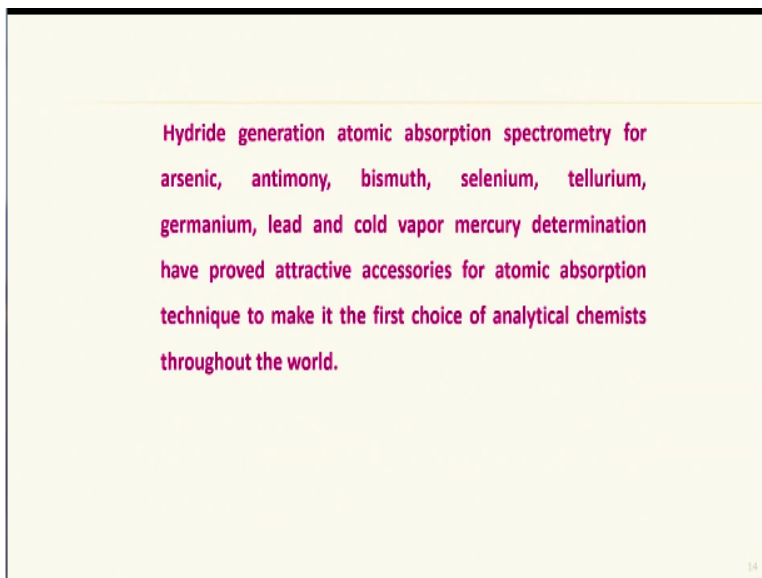 Hydride generation atomic absorption spectrometry for
arsenic, antimony, bismuth, selenium, tellurium,
germanium, lead and cold vapor mercury determination
have proved attractive accessories for atomic absorption
technique to make it the first choice of analytical chemists
throughout the world.
14